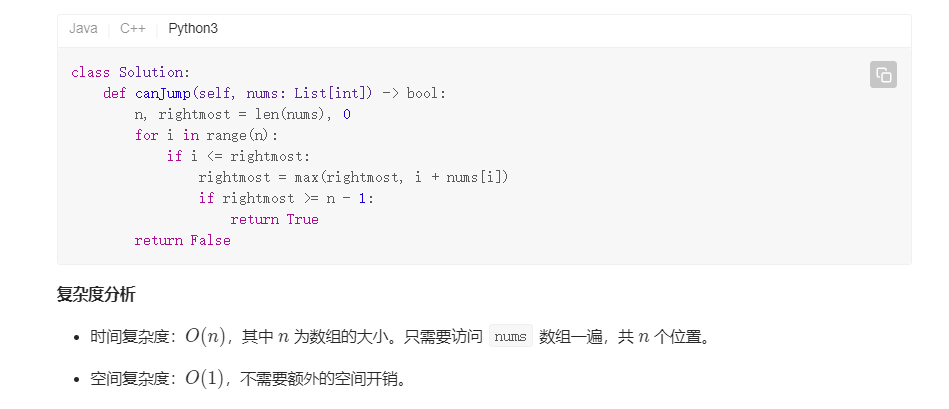 Java C++ Python3
class Solution:
    def canJump(self, nums: List[int]) -> bool:
        n, rightmost = len(nums), 0
        for i in range(n):
            if i <= rightmost:
                rightmost = max(rightmost, i + nums[i])
                if rightmost >= n - 1:
                    return True
        return False
复杂度分析
• 时间复杂度：O(n)，其中 n 为数组的大小。只需要访问 nums 数组一遍，共 n 个位置。
• 空间复杂度：O(1)，不需要额外的空间开销。